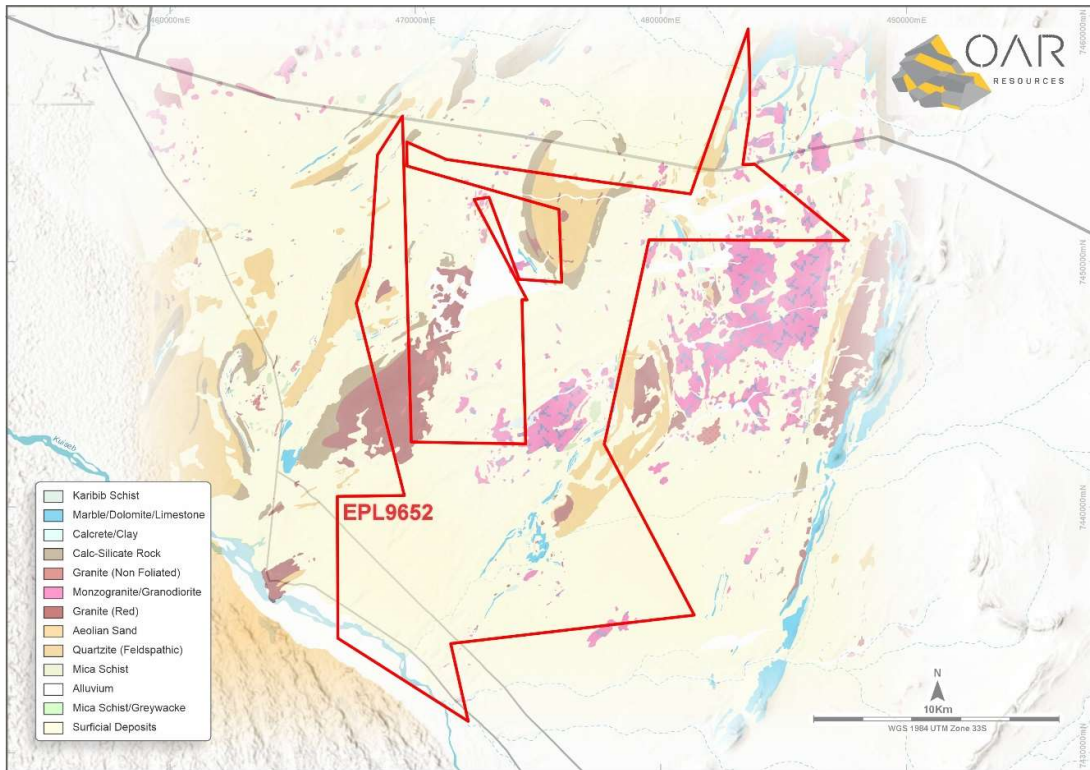 460000mE
470000mE
480000mE
490000mE
7460000mN
OAR
RESOURCES
7450000mN
Kuiseb
7440000mN
EPL9652
Karibib Schist
Marble/Dolomite/Limestone
Calcrete/Clay
Calc-Silicate Rock
Granite (Non Foliated)
Monzogranite/Granodiorite
Granite (Red)
Aeolian Sand
Quartzite (Feldspathic)
Mica Schist
Alluvium
Mica Schist/Greywacke
Surficial Deposits
N
10Km
WGS 1984 UTM Zone 33S
7430000mN